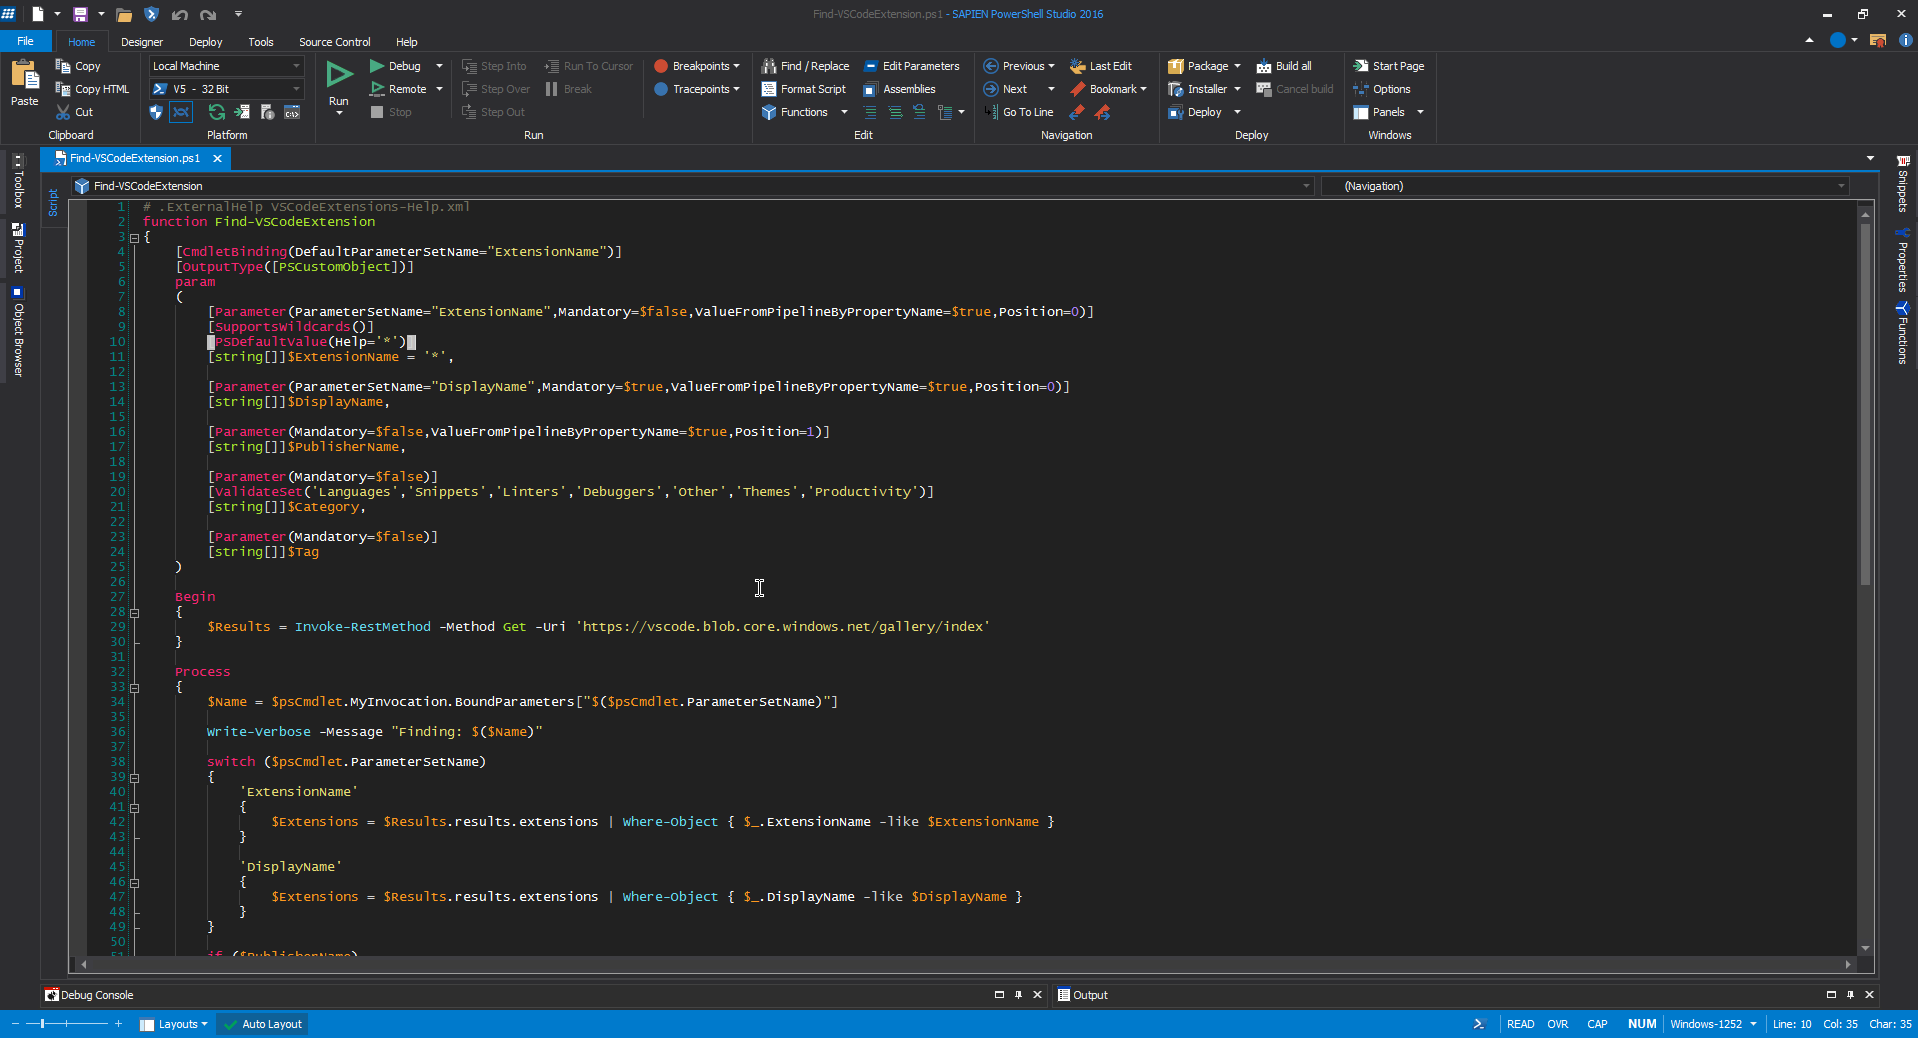 Find-VSCodeExtension.ps1 - SAPIEN PowerShell Studio 2016
File Home Designer Deploy Tools Source Control Help
Paste
Copy
Copy HTML
Cut
Clipboard
Local Machine
V5 - 32 Bit
Platform
Run
Debug
Remote
Stop
Step Into
Step Over
Step Out
Run To Cursor
Break
Run
Breakpoints
Tracepoints
Find / Replace
Format Script
Functions
Edit Parameters
Assemblies
Edit
Previous
Next
Go To Line
Last Edit
Bookmark
Navigation
Package
Installer
Deploy
Build all
Cancel build
Deploy
Start Page
Options
Panels
Windows
Toolbox
Project
Object Browser
Find-VSCodeExtension.ps1
Script
Find-VSCodeExtension
(Navigation)
Snippets
Properties
Functions
1 # .ExternalHelp VSCodeExtensions-Help.xml
2 function Find-VSCodeExtension
3 {
4 [CmdletBinding(DefaultParameterSetName="ExtensionName")]
5 [OutputType([PSCustomObject])]
6 param
7 (
8 [Parameter(ParameterSetName="ExtensionName",Mandatory=$false,ValueFromPipelineByPropertyName=$true,Position=0)]
9 [SupportsWildcards()]
10 [PSDefaultValue(Help='*')]
11 [string[]]$ExtensionName = '*',
12
13 [Parameter(ParameterSetName="DisplayName",Mandatory=$true,ValueFromPipelineByPropertyName=$true,Position=0)]
14 [string[]]$DisplayName,
15
16 [Parameter(Mandatory=$false,ValueFromPipelineByPropertyName=$true,Position=1)]
17 [string[]]$PublisherName,
18
19 [Parameter(Mandatory=$false)]
20 [ValidateSet('Languages','Snippets','Linters','Debuggers','Other','Themes','Productivity')]
21 [string[]]$Category,
22
23 [Parameter(Mandatory=$false)]
24 [string[]]$Tag
25 )
26
27 Begin
28 {
29 $Results = Invoke-RestMethod -Method Get -Uri 'https://vscode.blob.core.windows.net/gallery/index'
30 }
31
32 Process
33 {
34 $Name = $psCmdlet.MyInvocation.BoundParameters["$($psCmdlet.ParameterSetName)"]
35
36 Write-Verbose -Message "Finding: $($Name)"
37
38 switch ($psCmdlet.ParameterSetName)
39 {
40 'ExtensionName'
41 {
42 $Extensions = $Results.results.extensions | Where-Object { $_.ExtensionName -like $ExtensionName }
43 }
44
45 'DisplayName'
46 {
47 $Extensions = $Results.results.extensions | Where-Object { $_.DisplayName -like $DisplayName }
48 }
49 }
50
51 if ($PublisherName)
Debug Console
Output
Layouts
Auto Layout
READ OVR CAP NUM Windows-1252 Line: 10 Col: 35 Char: 35